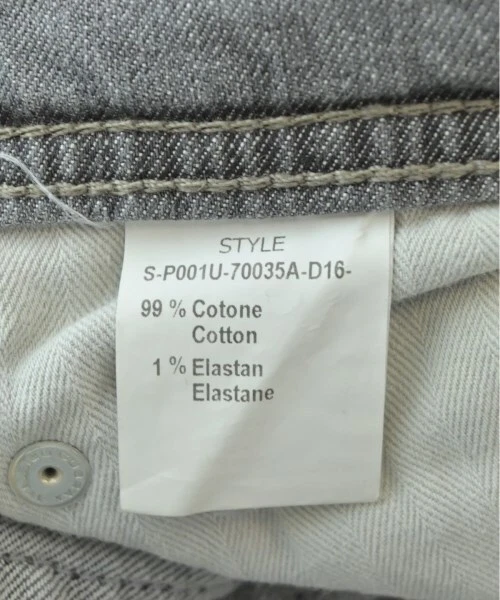 STYLE
S-P001U-70035A-D16-
99 % Cotone
Cotton
1 % Elastan
Elastane